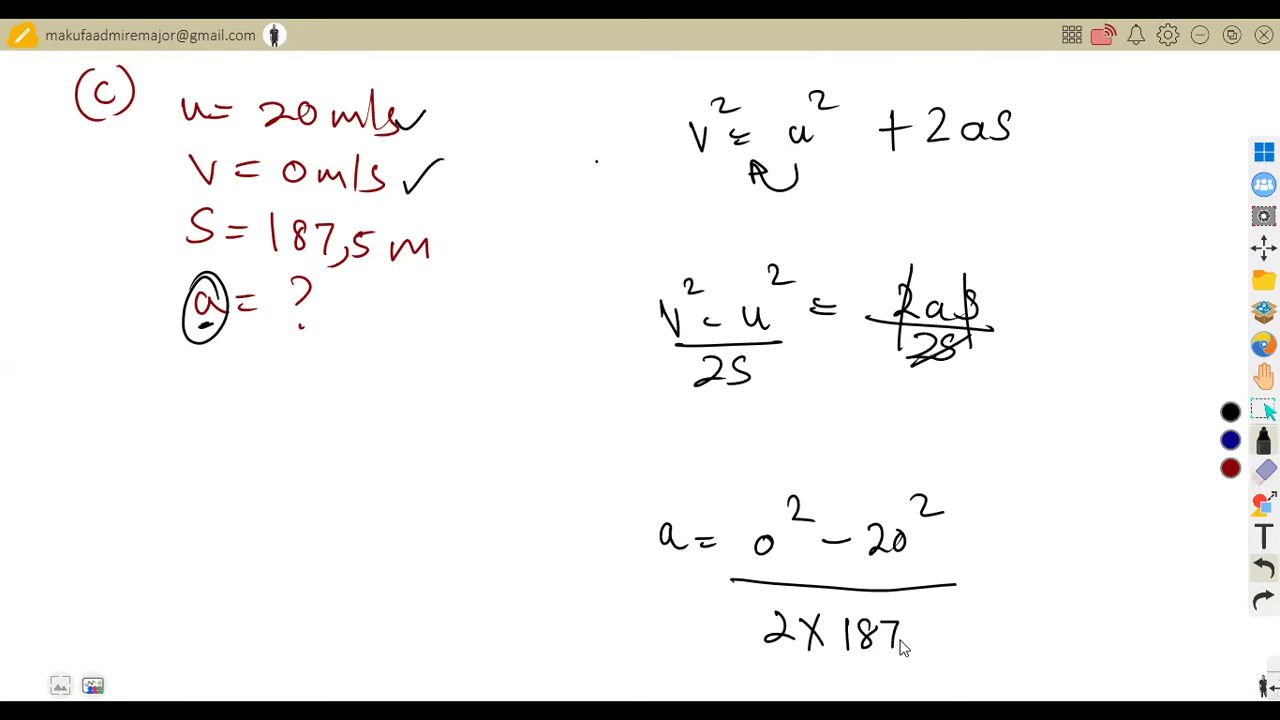 makufaadmiremajor@gmail.com
(c)
u = 20 m/s ✓
v = 0 m/s ✓
S = 187,5 m
a = ?
v² = u² + 2as
v² - u² = 2as
2s 2s
a = 0² - 20²
2 x 187
T